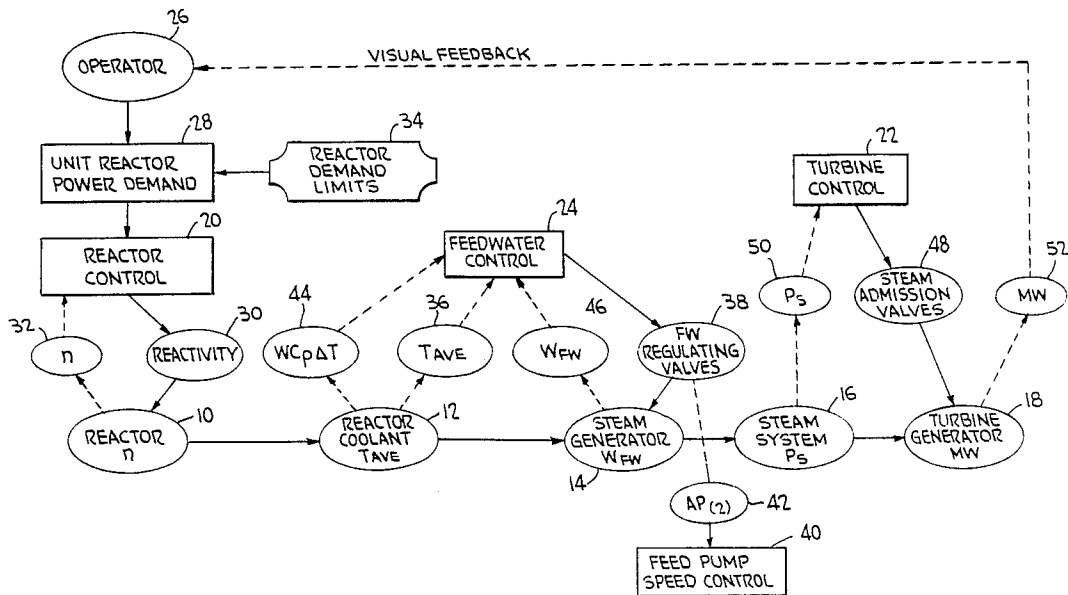 26
OPERATOR
VISUAL FEEDBACK
28
UNIT REACTOR
POWER DEMAND
34
REACTOR
DEMAND
LIMITS
22
TURBINE
CONTROL
20
REACTOR
CONTROL
24
FEEDWATER
CONTROL
32
n
30
REACTIVITY
44
WCpΔT
36
TAVE
46
WFW
38
FW
REGULATING
VALVES
50
PS
48
STEAM
ADMISSION
VALVES
52
MW
10
REACTOR
n
12
REACTOR
COOLANT
TAVE
14
STEAM
GENERATOR
WFW
16
STEAM
SYSTEM
PS
18
TURBINE
GENERATOR
MW
AP(2)
42
40
FEED PUMP
SPEED CONTROL